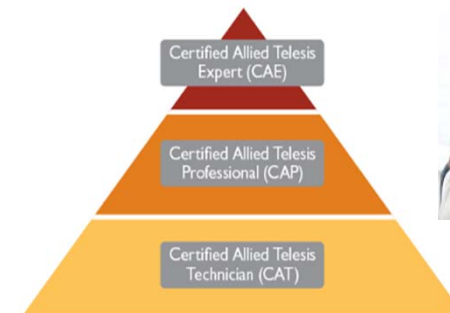 Certified Allied Telesis
Expert (CAE)
Certified Allied Telesis
Professional (CAP)
Certified Allied Telesis
Technician (CAT)